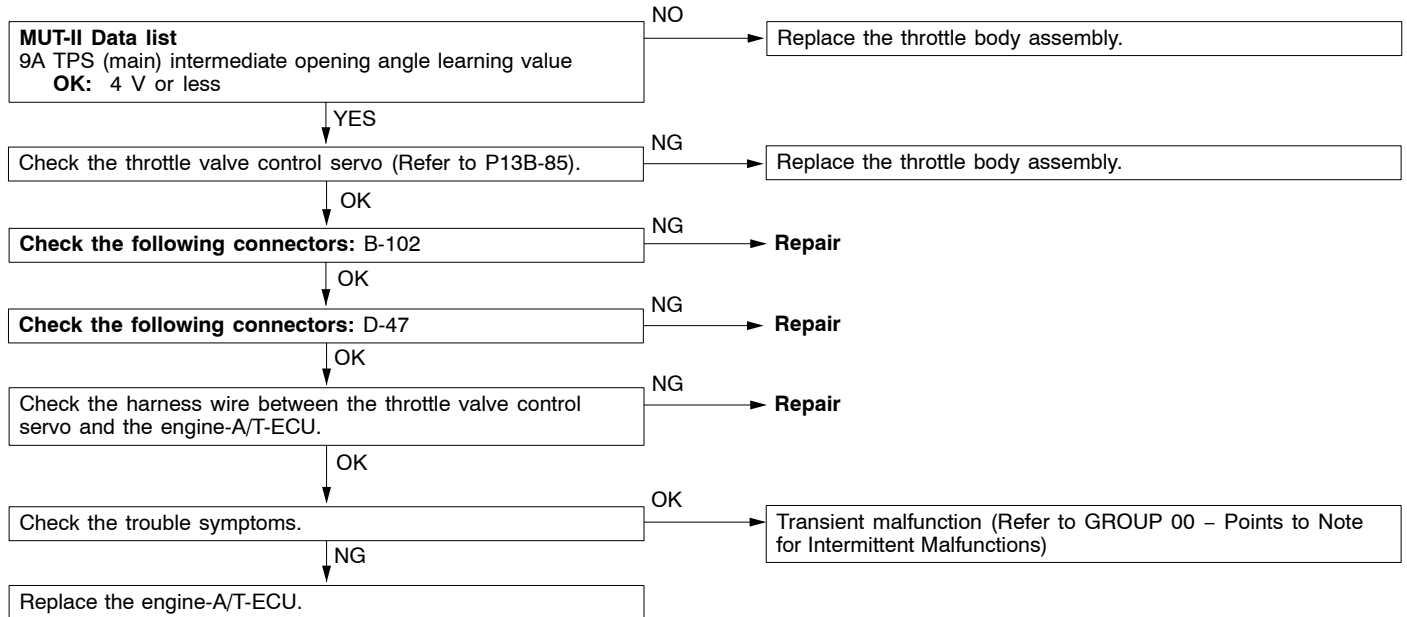 NO
MUT-II Data list
9A TPS (main) intermediate opening angle learning value
OK: 4 V or less
Replace the throttle body assembly.
YES
NG
Check the throttle valve control servo (Refer to P13B-85).
Replace the throttle body assembly.
OK
NG
Check the following connectors: B-102
Repair
OK
NG
Check the following connectors: D-47
Repair
OK
NG
Check the harness wire between the throttle valve control
servo and the engine-A/T-ECU.
Repair
OK
OK
Check the trouble symptoms.
Transient malfunction (Refer to GROUP 00 – Points to Note
for Intermittent Malfunctions)
NG
Replace the engine-A/T-ECU.